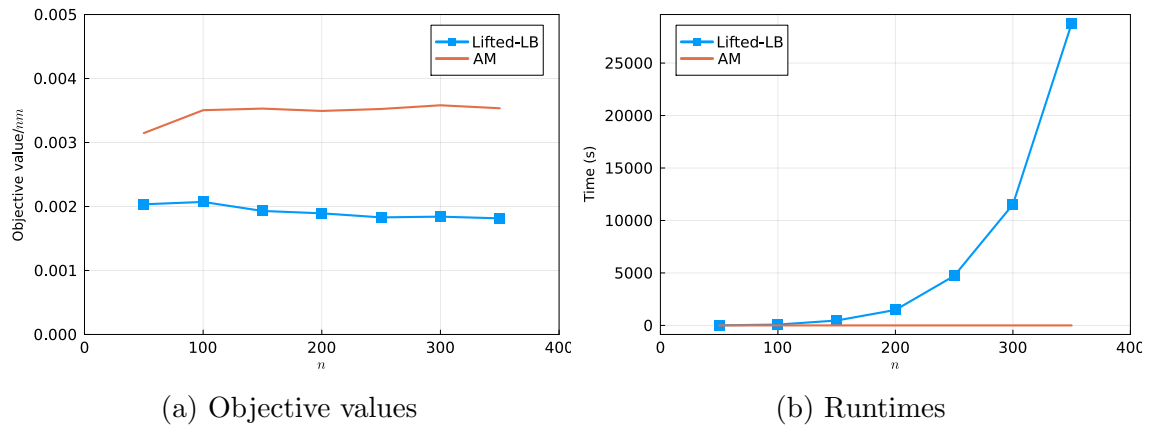 0.005
0.004
0.003
0.002
0.001
0.000
Objective value/nm
0
100
200
300
400
n
Lifted-LB
AM
(a) Objective values
25000
20000
15000
10000
5000
0
Time (s)
0
100
200
300
400
n
Lifted-LB
AM
(b) Runtimes